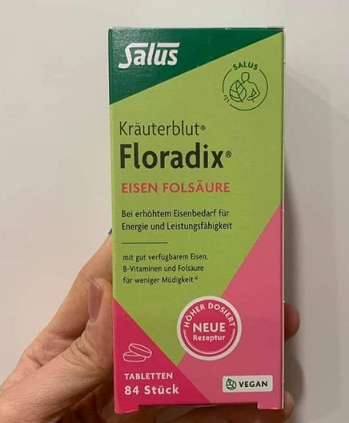 Salus
SALUS
Kräuterblut®
Floradix®
EISEN FOLSÄURE
Bei erhöhtem Eisenbedarf für
Energie und Leistungsfähigkeit
mit gut verfügbarem Eisen,
B-Vitaminen und Folsäure
für weniger Müdigkeit
HÖHER DOSIERT
NEUE
Rezeptur
TABLETTEN
84 Stück
VEGAN